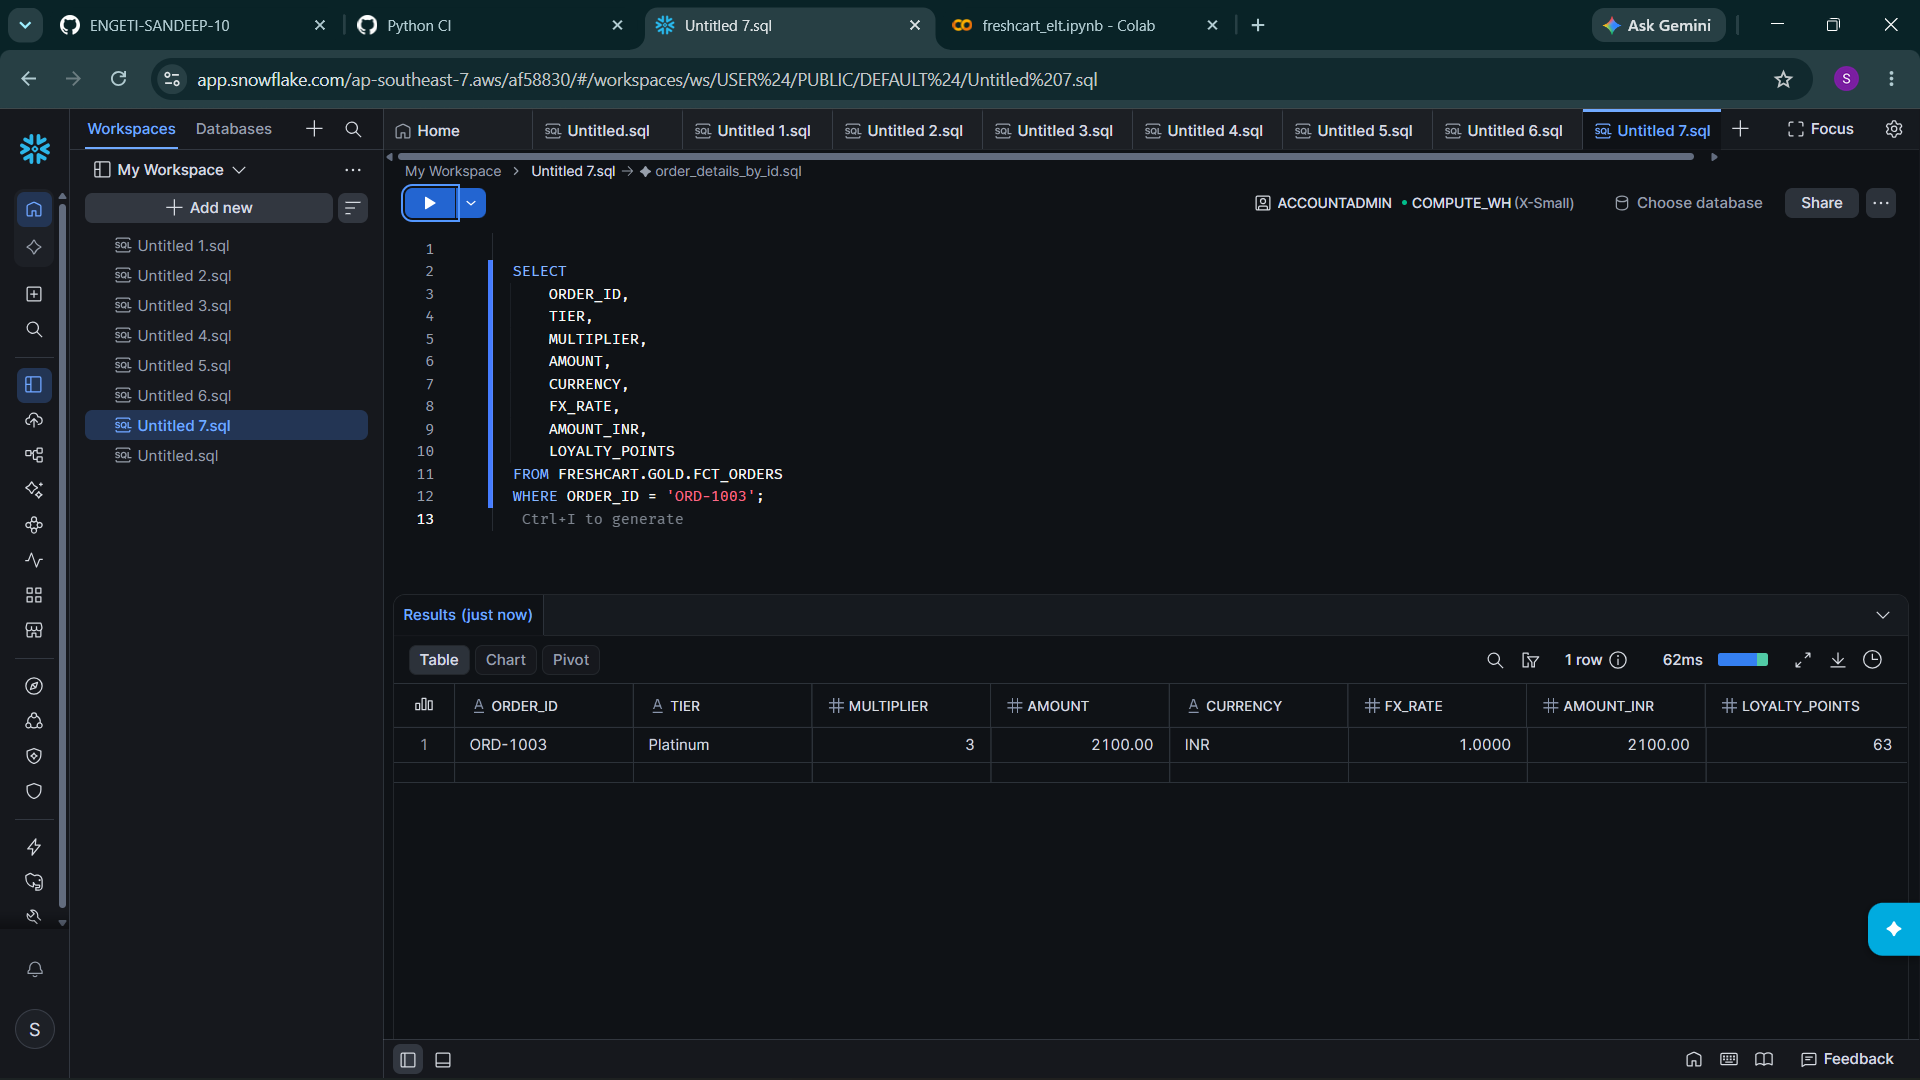 ENGETI-SANDEEP-10
Python CI
Untitled 7.sql
freshcart_elt.ipynb - Colab
Ask Gemini
app.snowflake.com/ap-southeast-7.aws/af58830/#/workspaces/ws/USER%24/PUBLIC/DEFAULT%24/Untitled%207.sql
S
Workspaces
Databases
Home
Untitled.sql
Untitled 1.sql
Untitled 2.sql
Untitled 3.sql
Untitled 4.sql
Untitled 5.sql
Untitled 6.sql
Untitled 7.sql
Focus
My Workspace
Add new
Untitled 1.sql
Untitled 2.sql
Untitled 3.sql
Untitled 4.sql
Untitled 5.sql
Untitled 6.sql
Untitled 7.sql
Untitled.sql
My Workspace > Untitled 7.sql → order_details_by_id.sql
ACCOUNTADMIN • COMPUTE_WH (X-Small)
Choose database
Share
1
2 SELECT
3 ORDER_ID,
4 TIER,
5 MULTIPLIER,
6 AMOUNT,
7 CURRENCY,
8 FX_RATE,
9 AMOUNT_INR,
10 LOYALTY_POINTS
11 FROM FRESHCART.GOLD.FCT_ORDERS
12 WHERE ORDER_ID = 'ORD-1003';
13 Ctrl+I to generate
Results (just now)
Table Chart Pivot
1 row
62ms
A ORDER_ID A TIER # MULTIPLIER # AMOUNT A CURRENCY # FX_RATE # AMOUNT_INR # LOYALTY_POINTS
1 ORD-1003 Platinum 3 2100.00 INR 1.0000 2100.00 63
S
Feedback